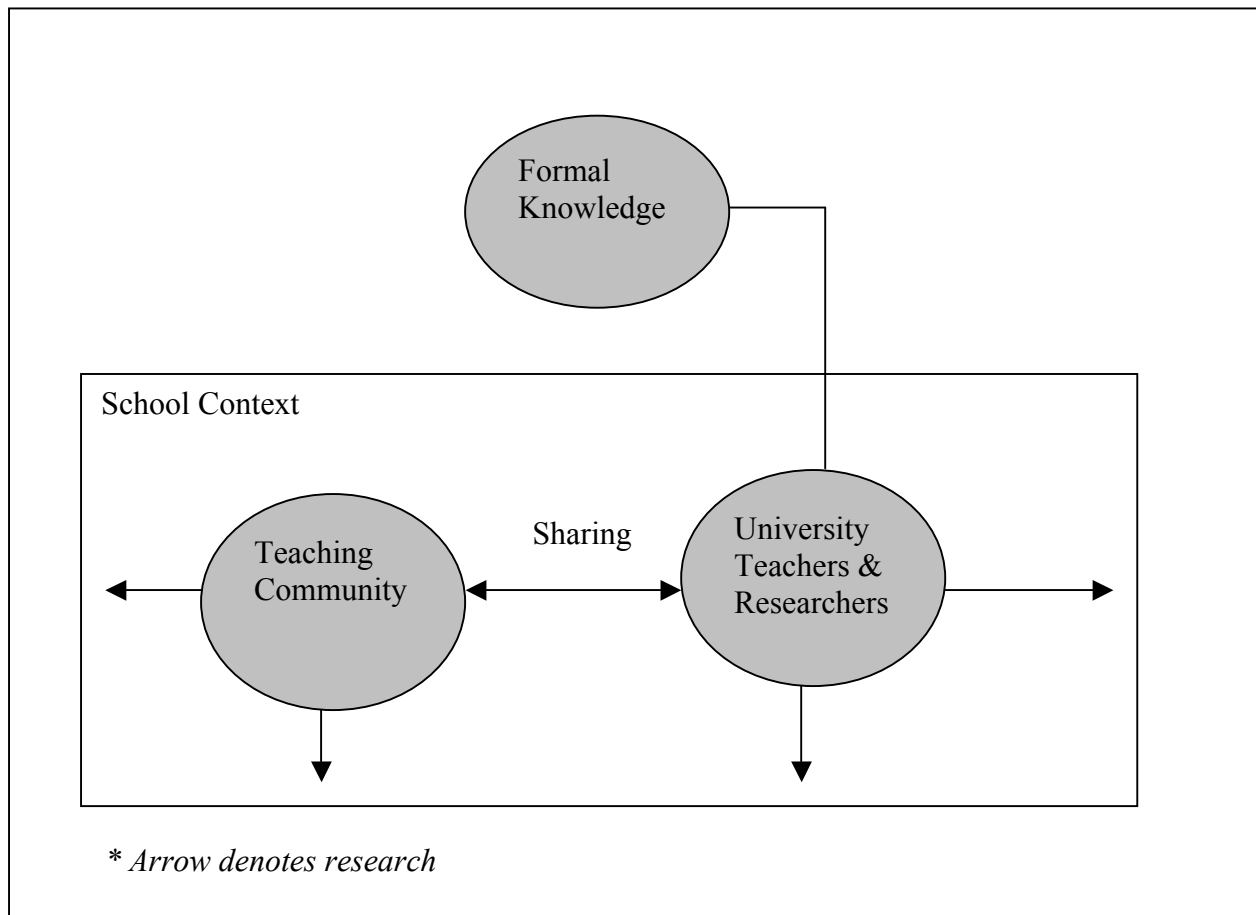 Formal
Knowledge
School Context
Teaching
Community
Sharing
University
Teachers &
Researchers
* Arrow denotes research